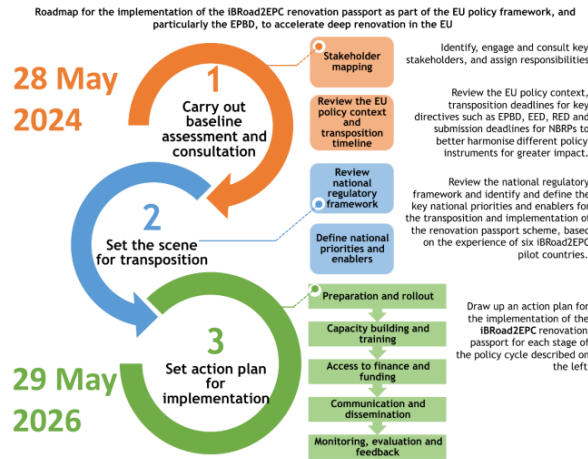 Roadmap for the implementation of the iBRoad2EPC renovation passport as part of the EU policy framework, and
particularly the EPBD, to accelerate deep renovation in the EU
28 May
2024
1
Carry out
baseline
assessment and
consultation
Stakeholder
mapping
Identify, engage and consult key
stakeholders, and assign responsibilities
Review the EU
policy context
and
transposition
timeline
Review the EU policy context,
transposition deadlines for key
directives such as EPBD, EED, RED and
submission deadlines for NBRPs to
better harmonise different policy
instruments for greater impact.
2
Set the scene
for transposition
Review
national
regulatory
framework
Define national
priorities and
enablers
Review the national regulatory
framework and identify and define the
key national priorities and enablers for
the transposition and implementation of
the renovation passport scheme, based
on the experience of six iBRoad2EPC
pilot countries.
3
Set action plan
for
implementation
29 May
2026
Preparation and rollout
Capacity building and
training
Access to finance and
funding
Communication and
dissemination
Monitoring, evaluation and
feedback
Draw up an action plan for
the implementation of the
iBRoad2EPC renovation
passport for each stage of
the policy cycle described on
the left.